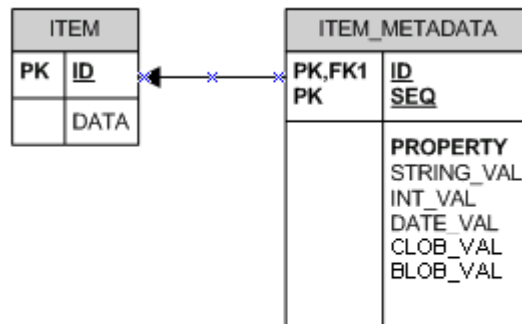 ITEM
PK ID
DATA
ITEM_METADATA
PK,FK1 ID
PK SEQ
PROPERTY
STRING_VAL
INT_VAL
DATE_VAL
CLOB_VAL
BLOB_VAL